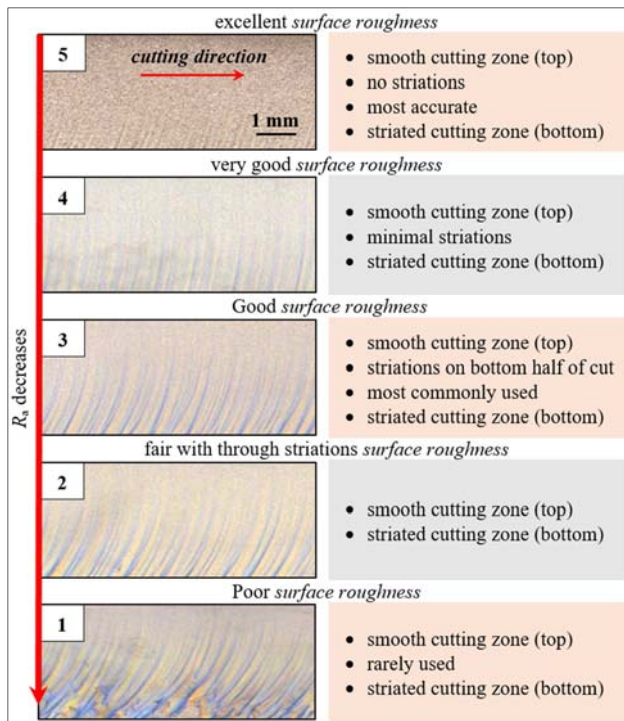 excellent surface roughness
5
cutting direction
1 mm
• smooth cutting zone (top)
• no striations
• most accurate
• striated cutting zone (bottom)
very good surface roughness
4
• smooth cutting zone (top)
• minimal striations
• striated cutting zone (bottom)
Good surface roughness
3
• smooth cutting zone (top)
• striations on bottom half of cut
• most commonly used
• striated cutting zone (bottom)
fair with through striations surface roughness
2
• smooth cutting zone (top)
• striated cutting zone (bottom)
Poor surface roughness
1
• smooth cutting zone (top)
• rarely used
• striated cutting zone (bottom)
Ra decreases